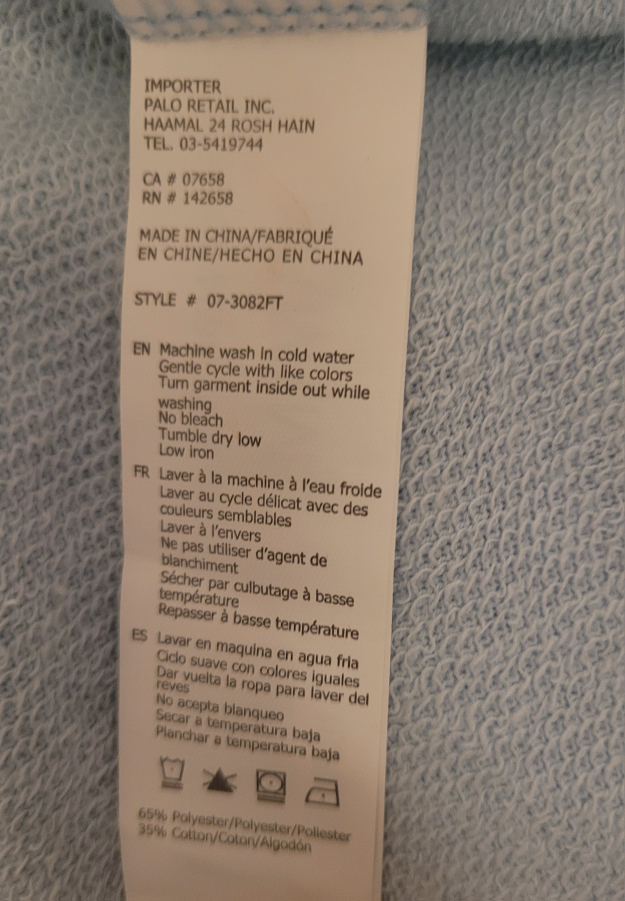 IMPORTER
PALO RETAIL INC.
HAAMAL 24 ROSH HAIN
TEL. 03-5419744
CA # 07658
RN # 142658
MADE IN CHINA/FABRIQUÉ
EN CHINE/HECHO EN CHINA
STYLE # 07-3082FT
EN Machine wash in cold water
Gentle cycle with like colors
Turn garment inside out while
washing
No bleach
Tumble dry low
Low iron
FR Laver à la machine à l'eau froide
Laver au cycle délicat avec des
couleurs semblables
Laver à l'envers
Ne pas utiliser d'agent de
blanchiment
Sécher par culbutage à basse
température
Repasser à basse température
ES Lavar en maquina en agua fria
Ciclo suave con colores iguales
Dar vuelta la ropa para laver del
reves
No acepta blanqueo
Secar a temperatura baja
Planchar a temperatura baja
65% Polyester/Polyester/Poliester
35% Cotton/Coton/Algodón